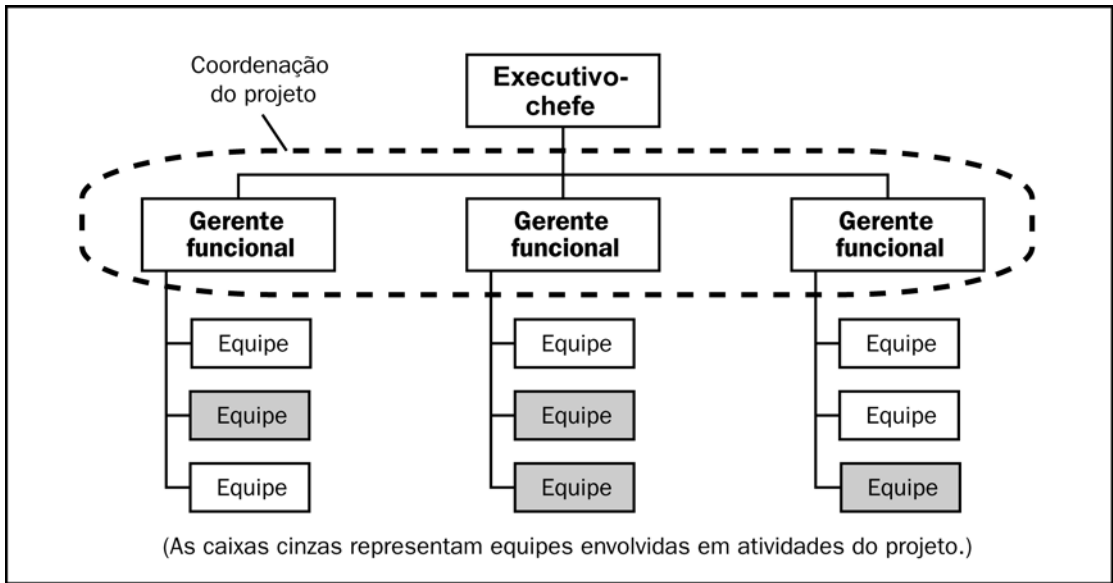 Coordenação
do projeto
Executivo-
chefe
Gerente
funcional
Gerente
funcional
Gerente
funcional
Equipe
Equipe
Equipe
Equipe
Equipe
Equipe
Equipe
Equipe
Equipe
(As caixas cinzas representam equipes envolvidas em atividades do projeto.)